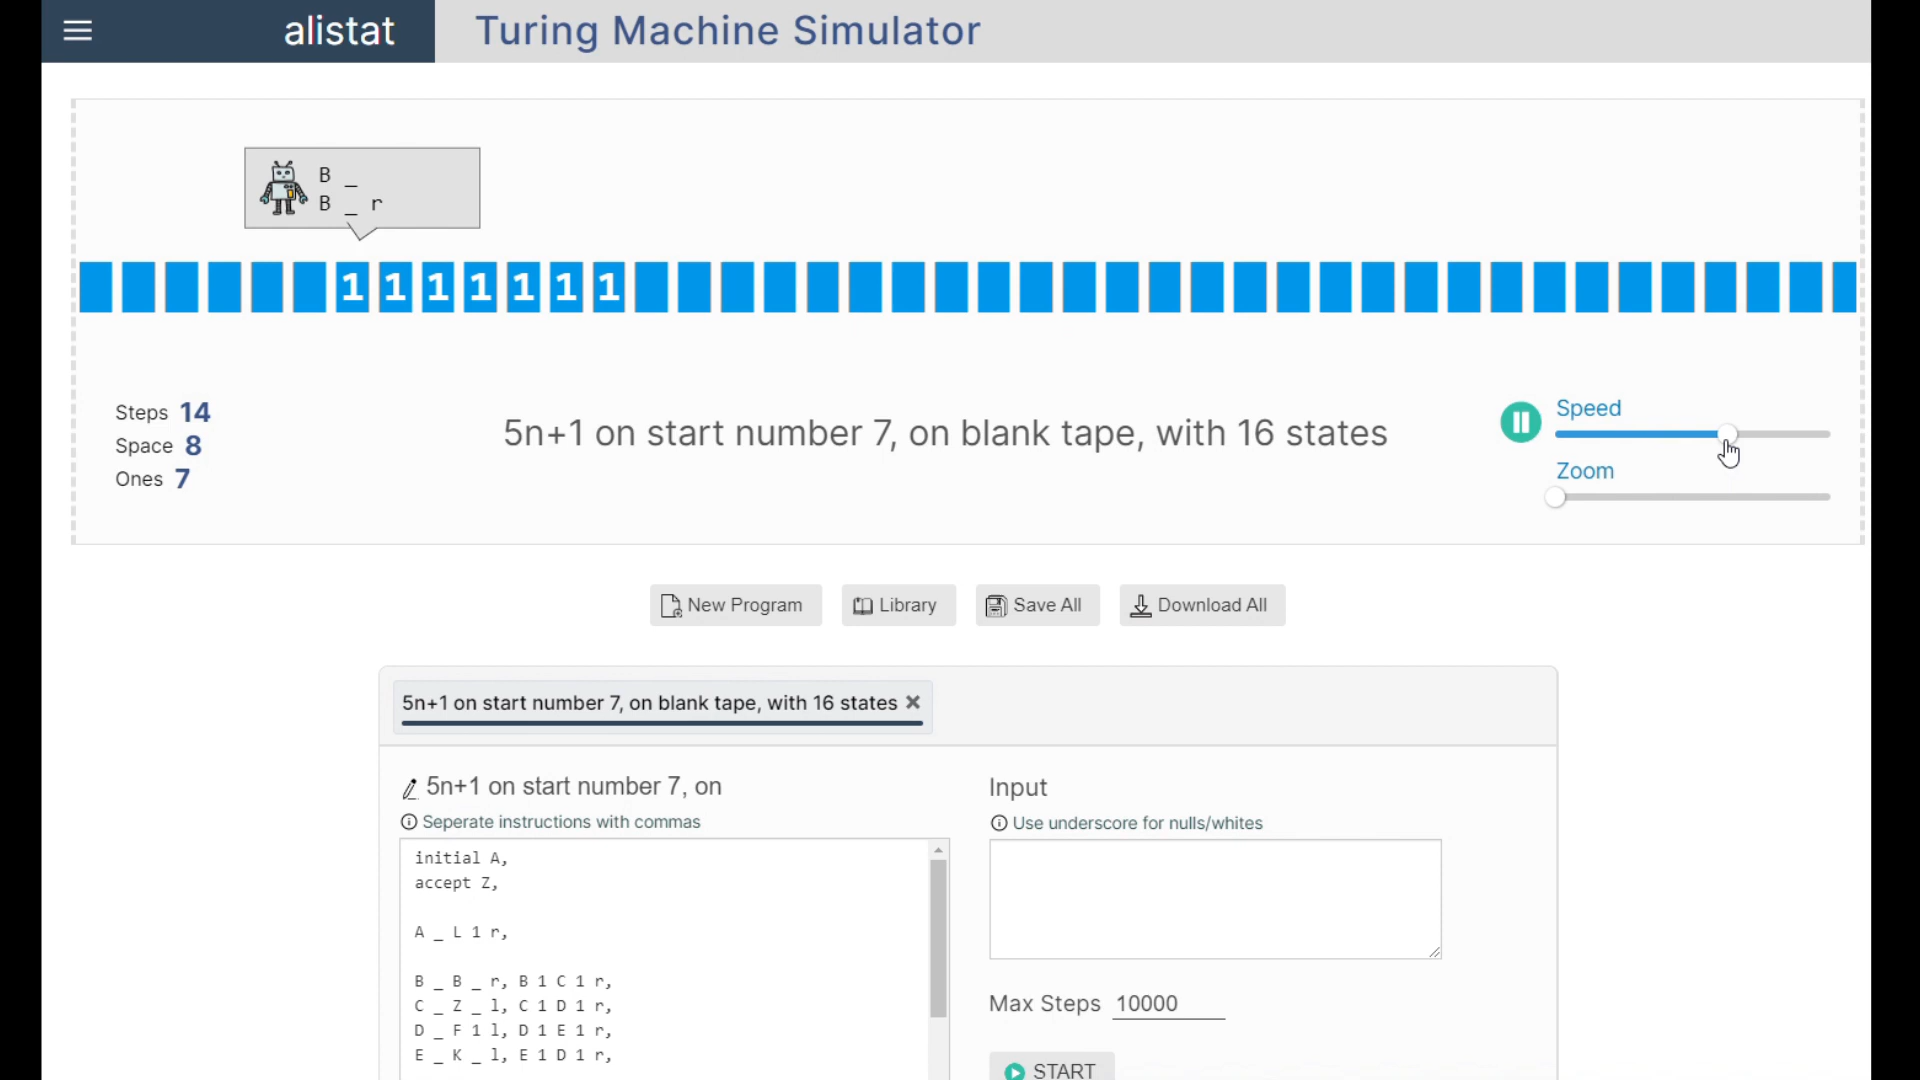 alistat
Turing Machine Simulator
B _
B _ r
1 1 1 1 1 1 1
Steps 14
Space 8
Ones 7
5n+1 on start number 7, on blank tape, with 16 states
Speed
Zoom
New Program
Library
Save All
Download All
5n+1 on start number 7, on blank tape, with 16 states
5n+1 on start number 7, on
Seperate instructions with commas
initial A,
accept Z,
A _ L 1 r,
B _ B _ r, B 1 C 1 r,
C _ Z _ l, C 1 D 1 r,
D _ F 1 l, D 1 E 1 r,
E _ K _ l, E 1 D 1 r,
Input
Use underscore for nulls/whites
Max Steps 10000
START